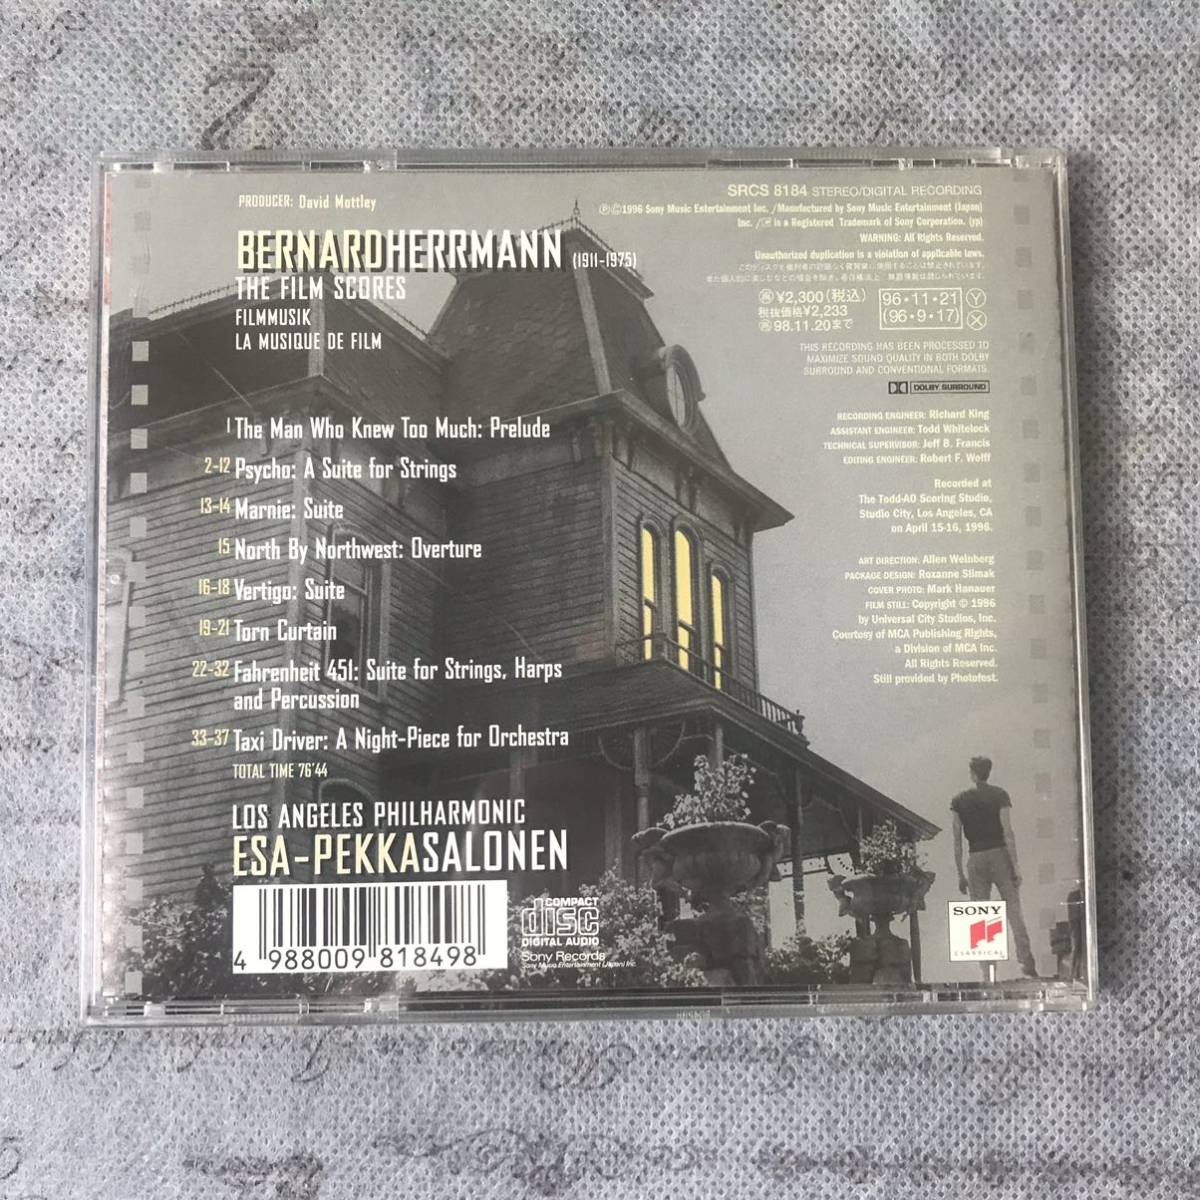 PRODUCER: David Mottley
BERNARDHERRMANN (1911-1975)
THE FILM SCORES
FILMMUSIK
LA MUSIQUE DE FILM
1 The Man Who Knew Too Much: Prelude
2-12 Psycho: A Suite for Strings
13-14 Marnie: Suite
15 North By Northwest: Overture
16-18 Vertigo: Suite
19-21 Torn Curtain
22-32 Fahrenheit 451: Suite for Strings, Harps
and Percussion
33-37 Taxi Driver: A Night-Piece for Orchestra
TOTAL TIME 76'44
LOS ANGELES PHILHARMONIC
ESA-PEKKASALONEN
4 988009 818498
COMPACT
disc
DIGITAL AUDIO
Sony Records
Sony Music Entertainment (Japan) Inc.
SRCS 8184 STEREO/DIGITAL RECORDING
Ⓟ©1996 Sony Music Entertainment Inc. /Manufactured by Sony Music Entertainment (Japan)
Inc. / is a Registered Trademark of Sony Corporation. (yp)
WARNING: All Rights Reserved.
Unauthorized duplication is a violation of applicable laws.
¥2,300(税込)
税抜価格¥2,233
98.11.20まで
96・11・21 Y
(96・9・17) X
THIS RECORDING HAS BEEN PROCESSED TO
MAXIMIZE SOUND QUALITY IN BOTH DOLBY
SURROUND AND CONVENTIONAL FORMATS.
DOLBY SURROUND
RECORDING ENGINEER: Richard King
ASSISTANT ENGINEER: Todd Whitelock
TECHNICAL SUPERVISOR: Jeff B. Francis
EDITING ENGINEER: Robert F. Wolff
Recorded at
The Todd-AO Scoring Studio,
Studio City, Los Angeles, CA
on April 15-16, 1996.
ART DIRECTION: Allen Weinberg
PACKAGE DESIGN: Roxanne Slimak
COVER PHOTO: Mark Hanauer
FILM STILL: Copyright © 1996
by Universal City Studios, Inc.
Courtesy of MCA Publishing Rights,
a Division of MCA Inc.
All Rights Reserved.
Still provided by Photofest.
SONY
CLASSICAL